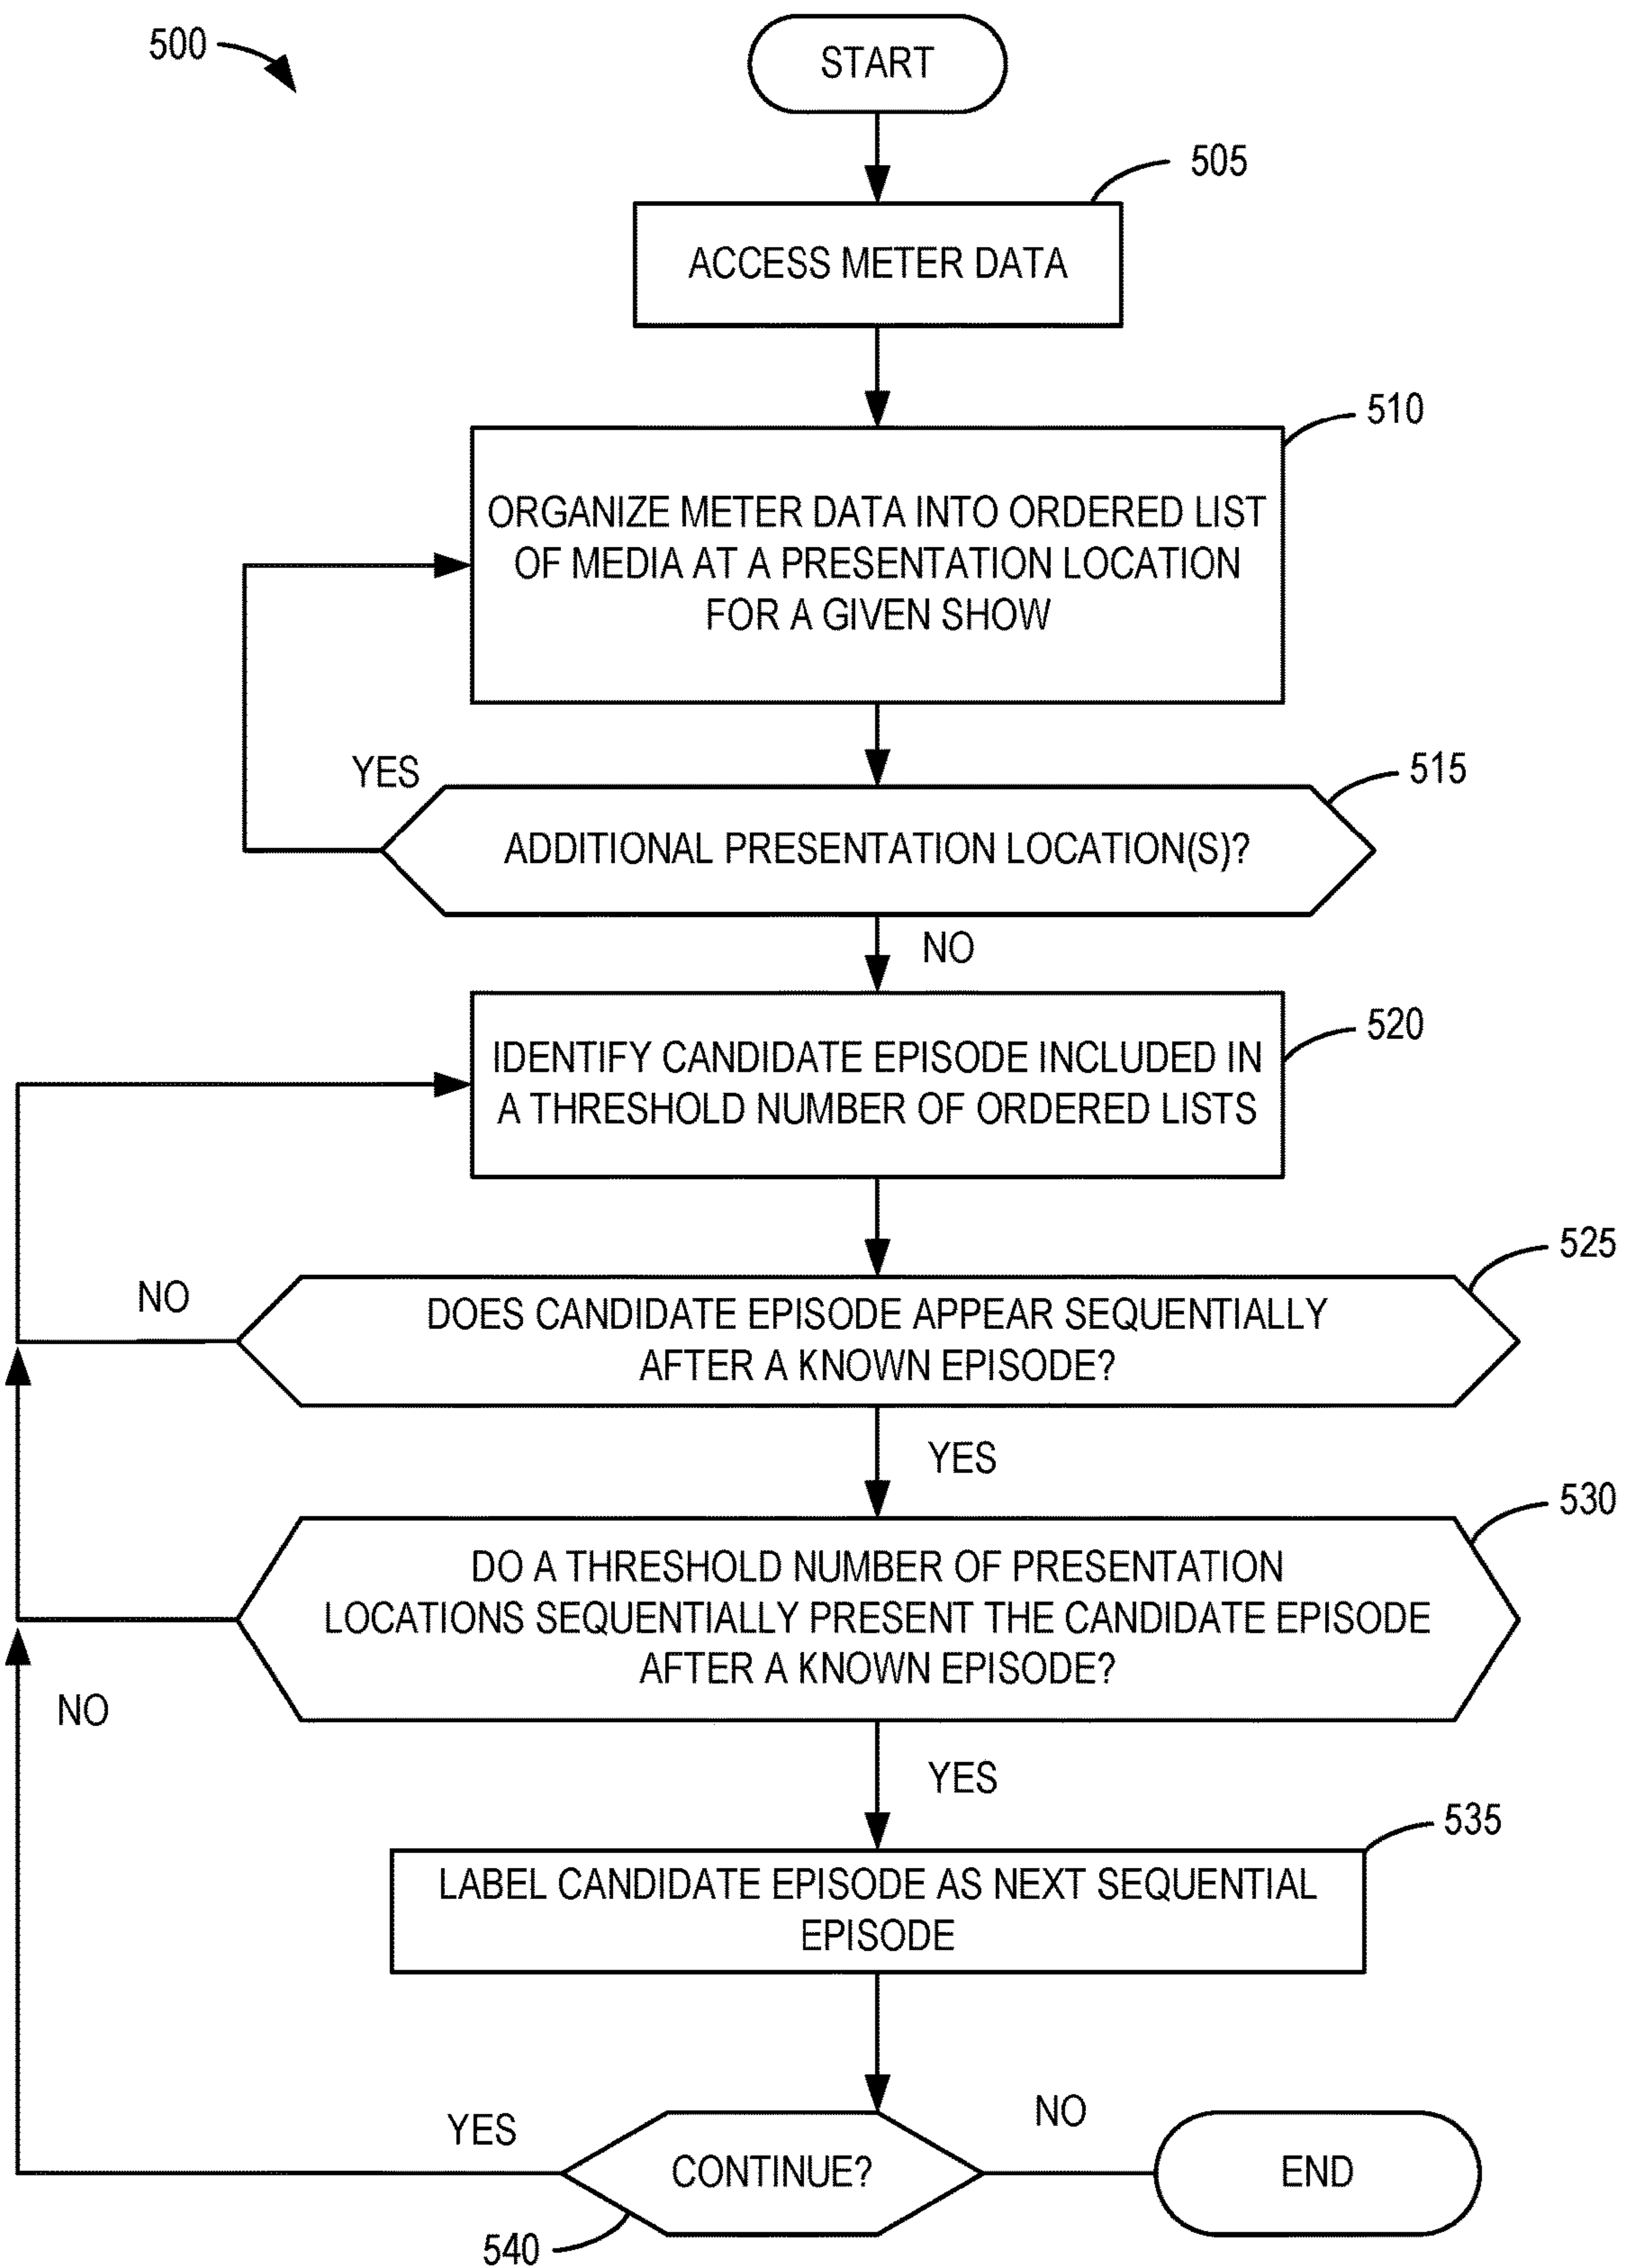 500
START
505
ACCESS METER DATA
510
ORGANIZE METER DATA INTO ORDERED LIST
OF MEDIA AT A PRESENTATION LOCATION
FOR A GIVEN SHOW
YES
515
ADDITIONAL PRESENTATION LOCATION(S)?
NO
520
IDENTIFY CANDIDATE EPISODE INCLUDED IN
A THRESHOLD NUMBER OF ORDERED LISTS
525
NO
DOES CANDIDATE EPISODE APPEAR SEQUENTIALLY
AFTER A KNOWN EPISODE?
YES
530
DO A THRESHOLD NUMBER OF PRESENTATION
LOCATIONS SEQUENTIALLY PRESENT THE CANDIDATE EPISODE
AFTER A KNOWN EPISODE?
NO
YES
535
LABEL CANDIDATE EPISODE AS NEXT SEQUENTIAL
EPISODE
YES
NO
CONTINUE?
END
540